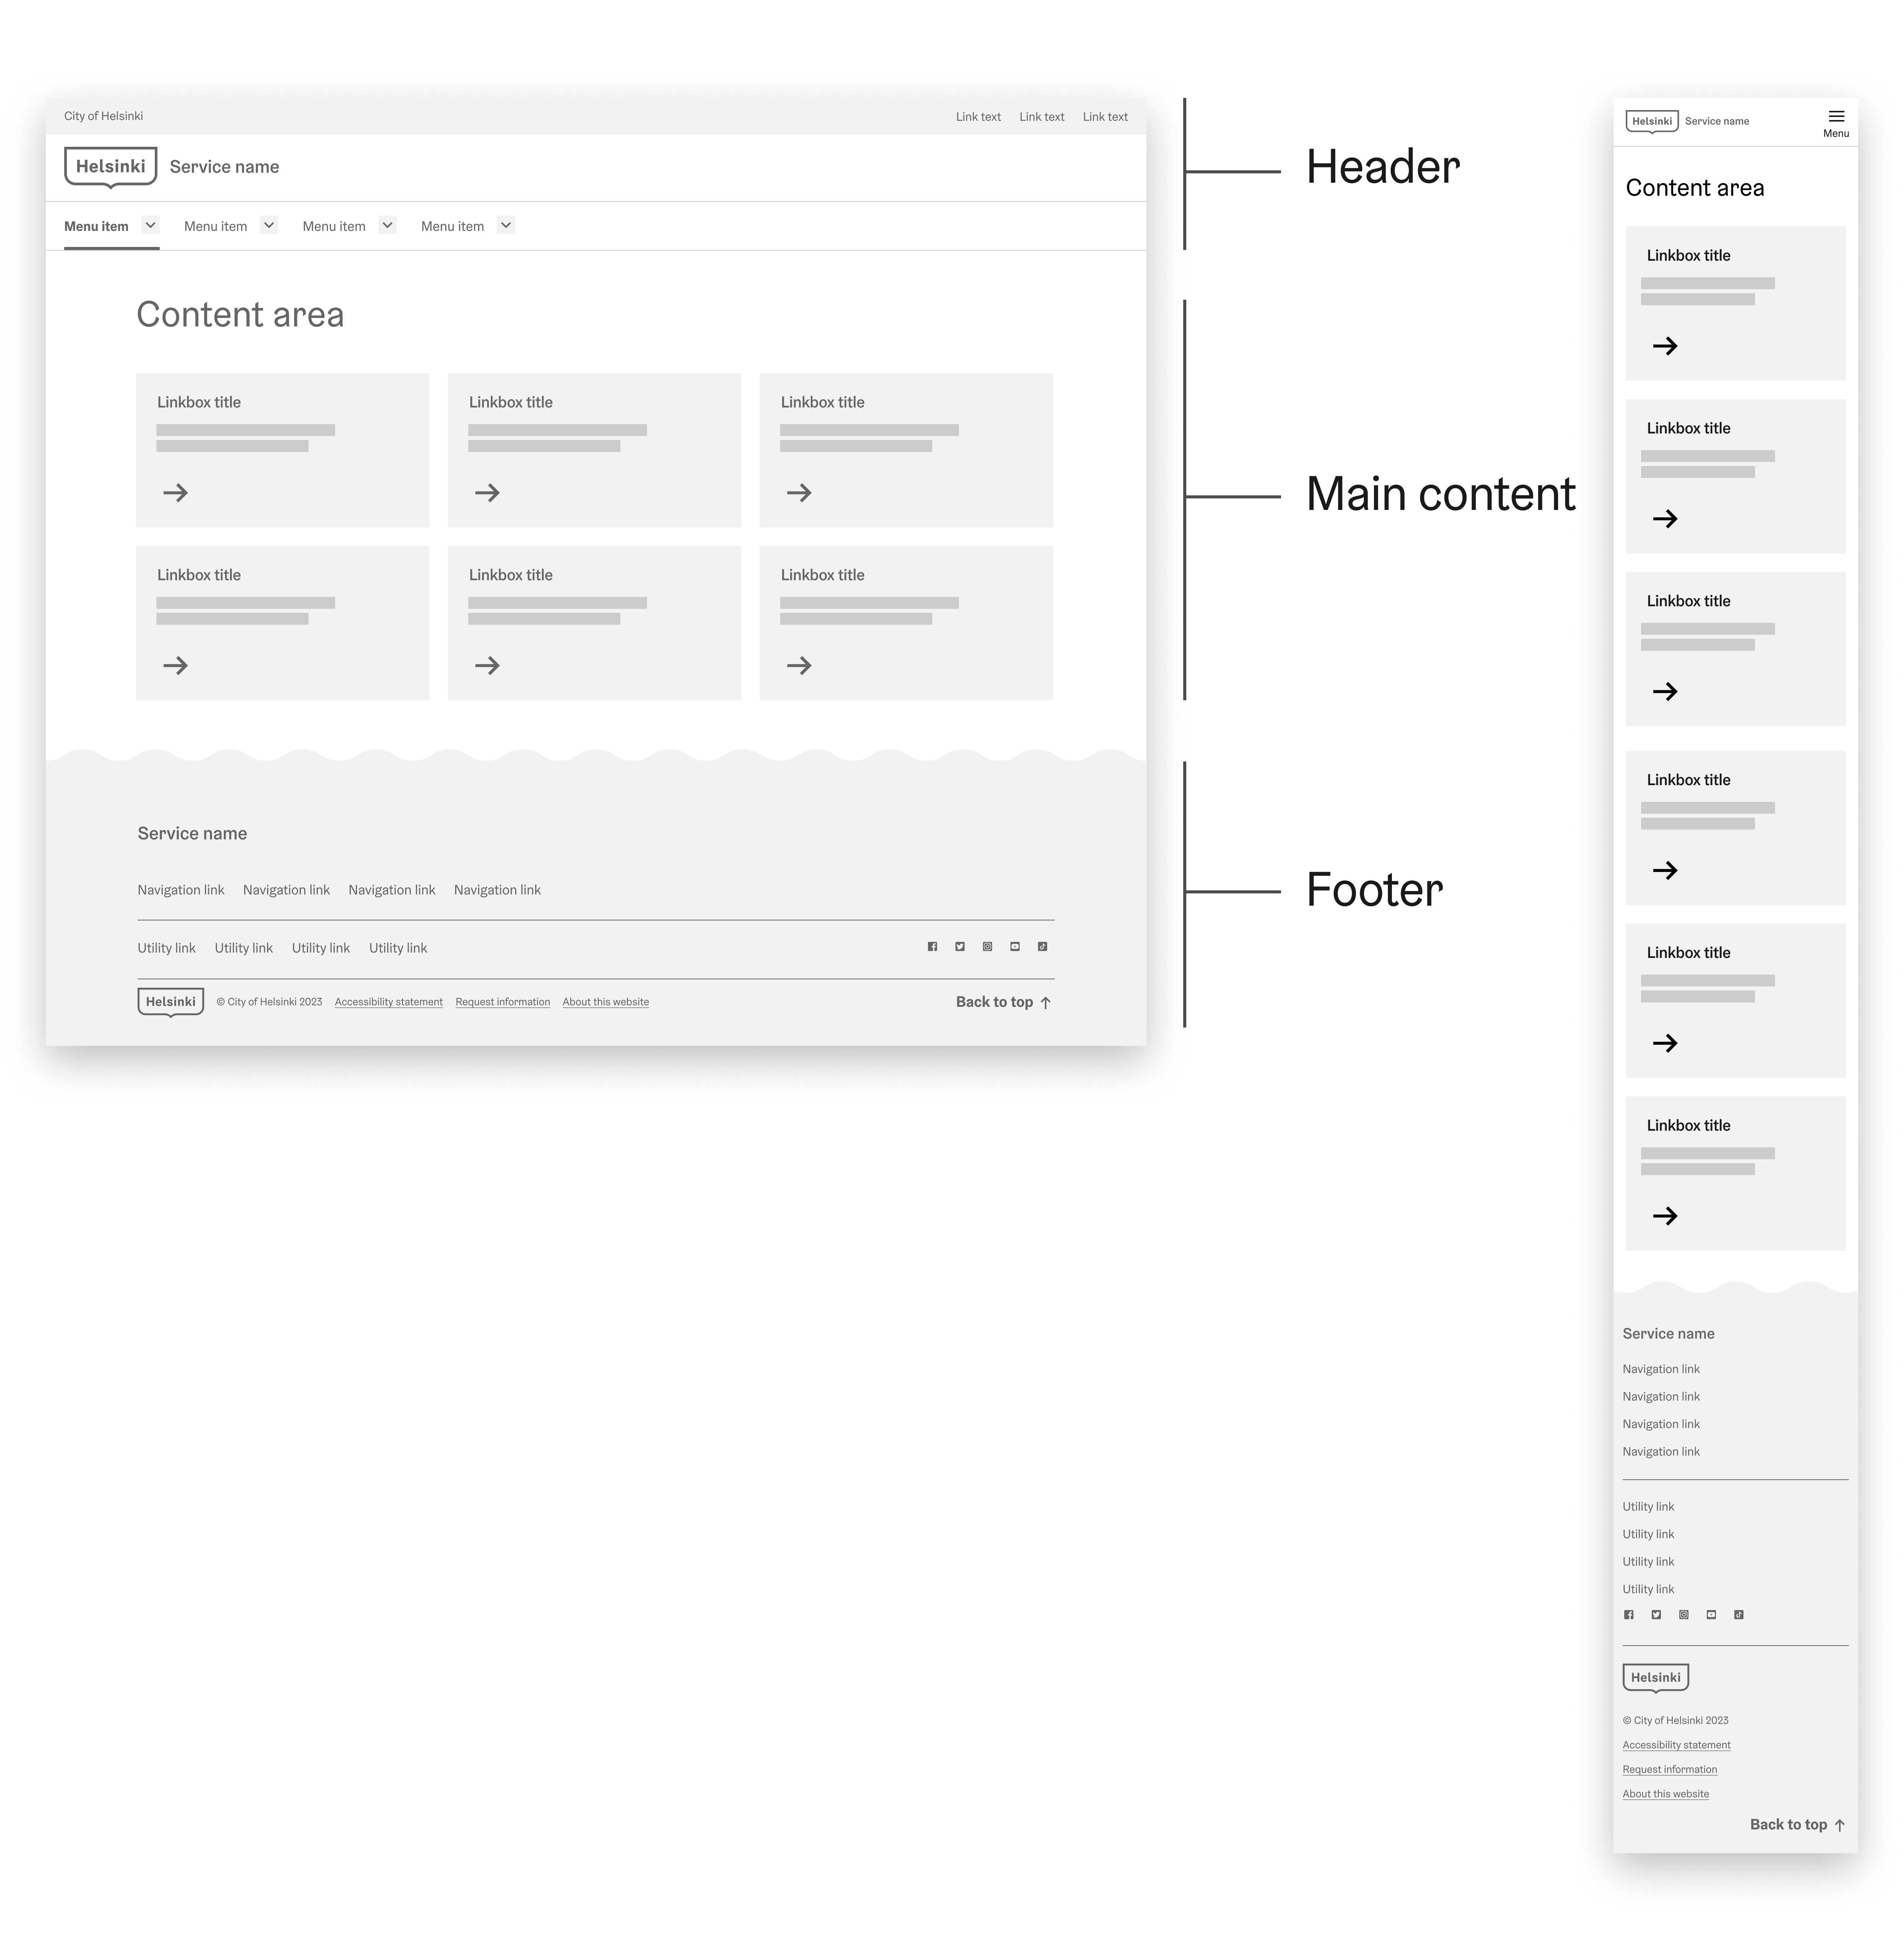 City of Helsinki Link text Link text Link text
Helsinki Service name
Menu item Menu item Menu item Menu item
Content area
Linkbox title Linkbox title Linkbox title
Linkbox title Linkbox title Linkbox title
Service name
Navigation link Navigation link Navigation link Navigation link
Utility link Utility link Utility link Utility link
Helsinki © City of Helsinki 2023 Accessibility statement Request information About this website Back to top
Header
Main content
Footer
Helsinki Service name Menu
Content area
Linkbox title
Linkbox title
Linkbox title
Linkbox title
Linkbox title
Linkbox title
Service name
Navigation link
Navigation link
Navigation link
Navigation link
Utility link
Utility link
Utility link
Utility link
Helsinki
© City of Helsinki 2023
Accessibility statement
Request information
About this website
Back to top